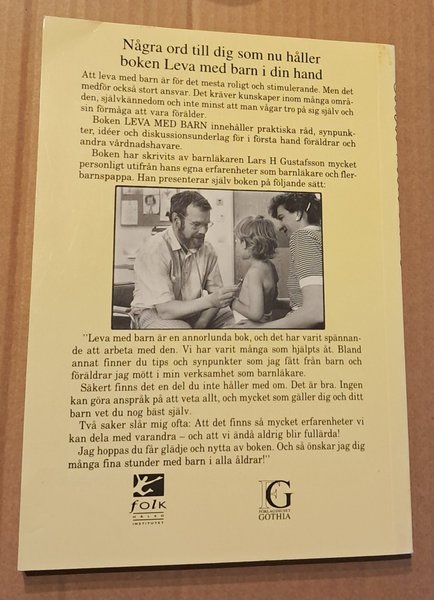 Några ord till dig som nu håller
boken Leva med barn i din hand
Att leva med barn är för det mesta roligt och stimulerande. Men det
medför också stort ansvar. Det kräver kunskaper inom många områ-
den, självkännedom och inte minst att man vågar tro på sig själv och
sin förmåga att vara förälder.
Boken LEVA MED BARN innehåller praktiska råd, synpunk-
ter, idéer och diskussionsunderlag för i första hand föräldrar och
andra vårdnadshavare.
Boken har skrivits av barnläkaren Lars H Gustafsson mycket
personligt utifrån hans egna erfarenheter som barnläkare och fler-
barnspappa. Han presenterar själv boken på följande sätt:
"Leva med barn är en annorlunda bok, och det har varit spännan-
de att arbeta med den. Vi har varit många som hjälpts åt. Bland
annat finner du tips och synpunkter som jag fått från barn och
föräldrar jag mött i min verksamhet som barnläkare.
Säkert finns det en del du inte håller med om. Det är bra. Ingen
kan göra anspråk på att veta allt, och mycket som gäller dig och ditt
barn vet du nog bäst själv.
Två saker slår mig ofta: Att det finns så mycket erfarenheter vi
kan dela med varandra – och att vi ändå aldrig blir fullärda!
Jag hoppas du får glädje och nytta av boken. Och så önskar jag dig
många fina stunder med barn i alla åldrar!"
folk
HÄLSO
INSTITUTET
FG
FÖRLAGSHUSET
GOTHIA